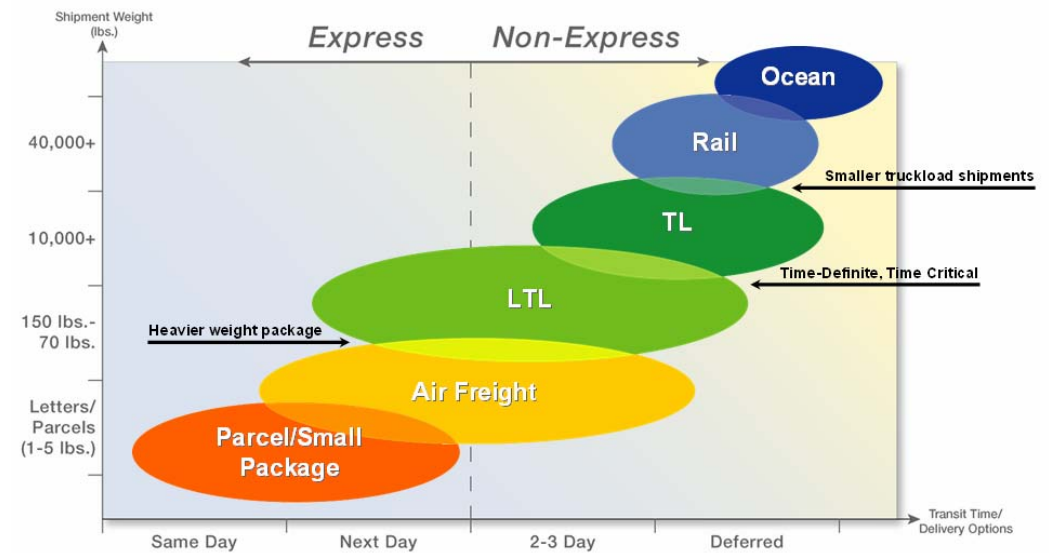 Shipment Weight
(lbs.)
Express
Non-Express
Ocean
40,000+
Rail
Smaller truckload shipments
10,000+
TL
Time-Definite, Time Critical
LTL
150 lbs.-
70 lbs.
Heavier weight package
Air Freight
Letters/
Parcels
(1-5 lbs.)
Parcel/Small
Package
Transit Time/
Delivery Options
Same Day
Next Day
2-3 Day
Deferred